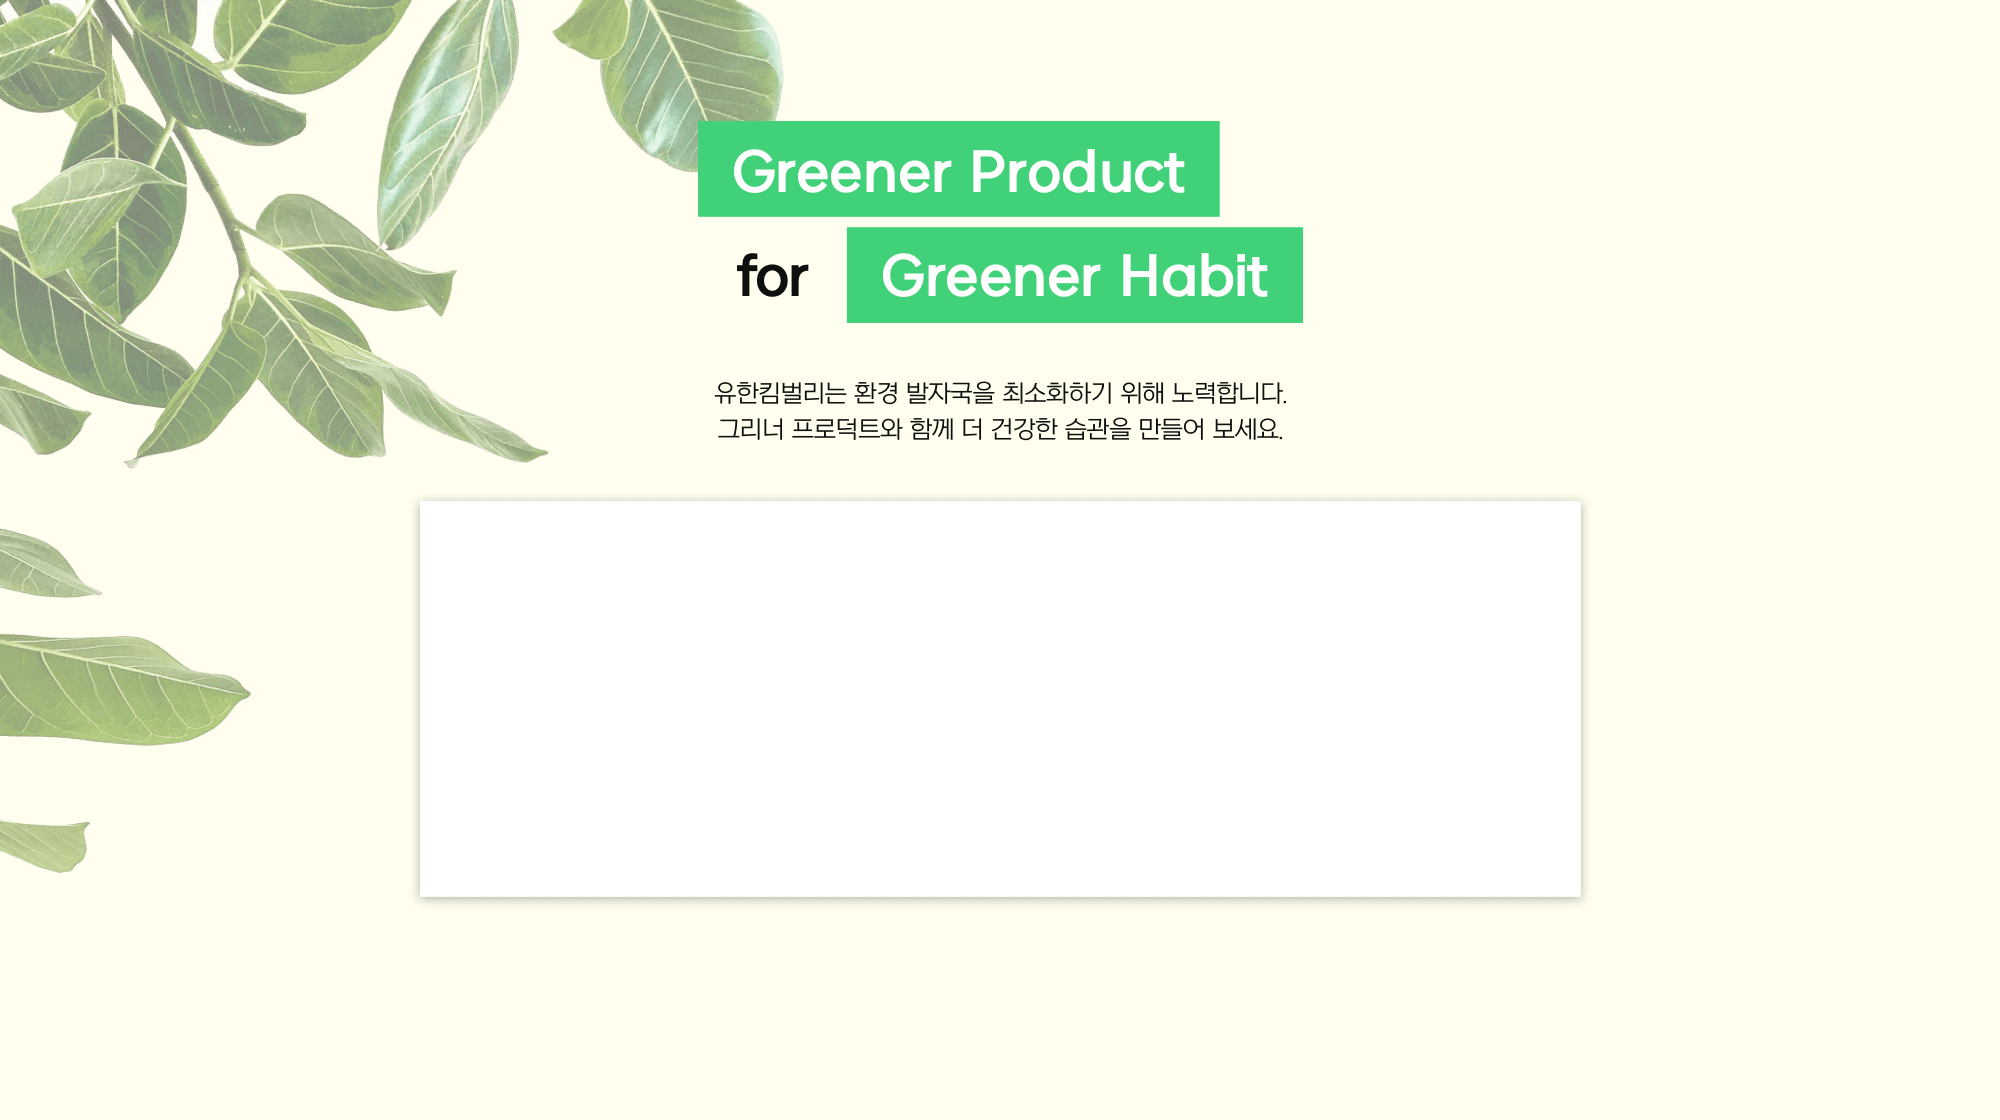 Greener Product
for Greener Habit
유한킴벌리는 환경 발자국을 최소화하기 위해 노력합니다.
그리너 프로덕트와 함께 더 건강한 습관을 만들어 보세요.